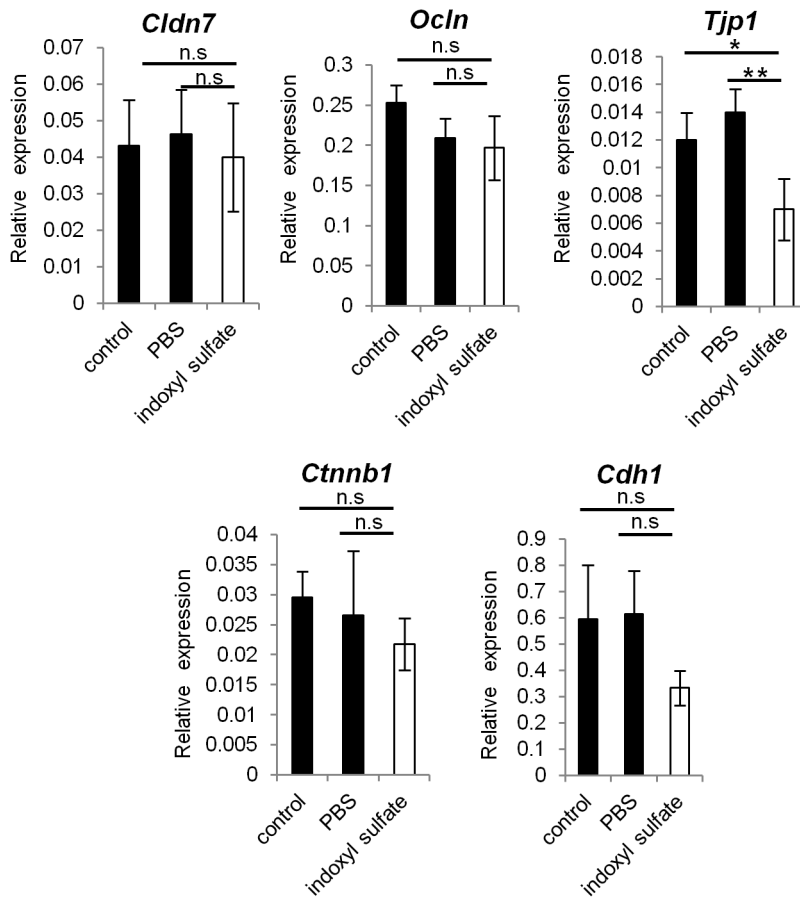 Cldn7
n.s
n.s
Relative expression
0.07
0.06
0.05
0.04
0.03
0.02
0.01
0
control
PBS
indoxyl sulfate
Ocln
n.s
n.s
Relative expression
0.3
0.25
0.2
0.15
0.1
0.05
0
control
PBS
indoxyl sulfate
Tjp1
*
**
Relative expression
0.018
0.016
0.014
0.012
0.01
0.008
0.006
0.004
0.002
0
control
PBS
indoxyl sulfate
Ctnnb1
n.s
n.s
Relative expression
0.04
0.035
0.03
0.025
0.02
0.015
0.01
0.005
0
control
PBS
indoxyl sulfate
Cdh1
n.s
n.s
Relative expression
0.9
0.8
0.7
0.6
0.5
0.4
0.3
0.2
0.1
0
control
PBS
indoxyl sulfate